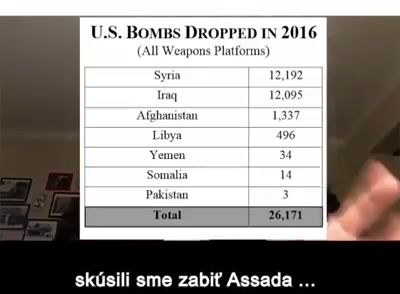 U.S. BOMBS DROPPED IN 2016
(All Weapons Platforms)
Syria 12,192
Iraq 12,095
Afghanistan 1,337
Libya 496
Yemen 34
Somalia 14
Pakistan 3
Total 26,171
skúsili sme zabiť Assada ...